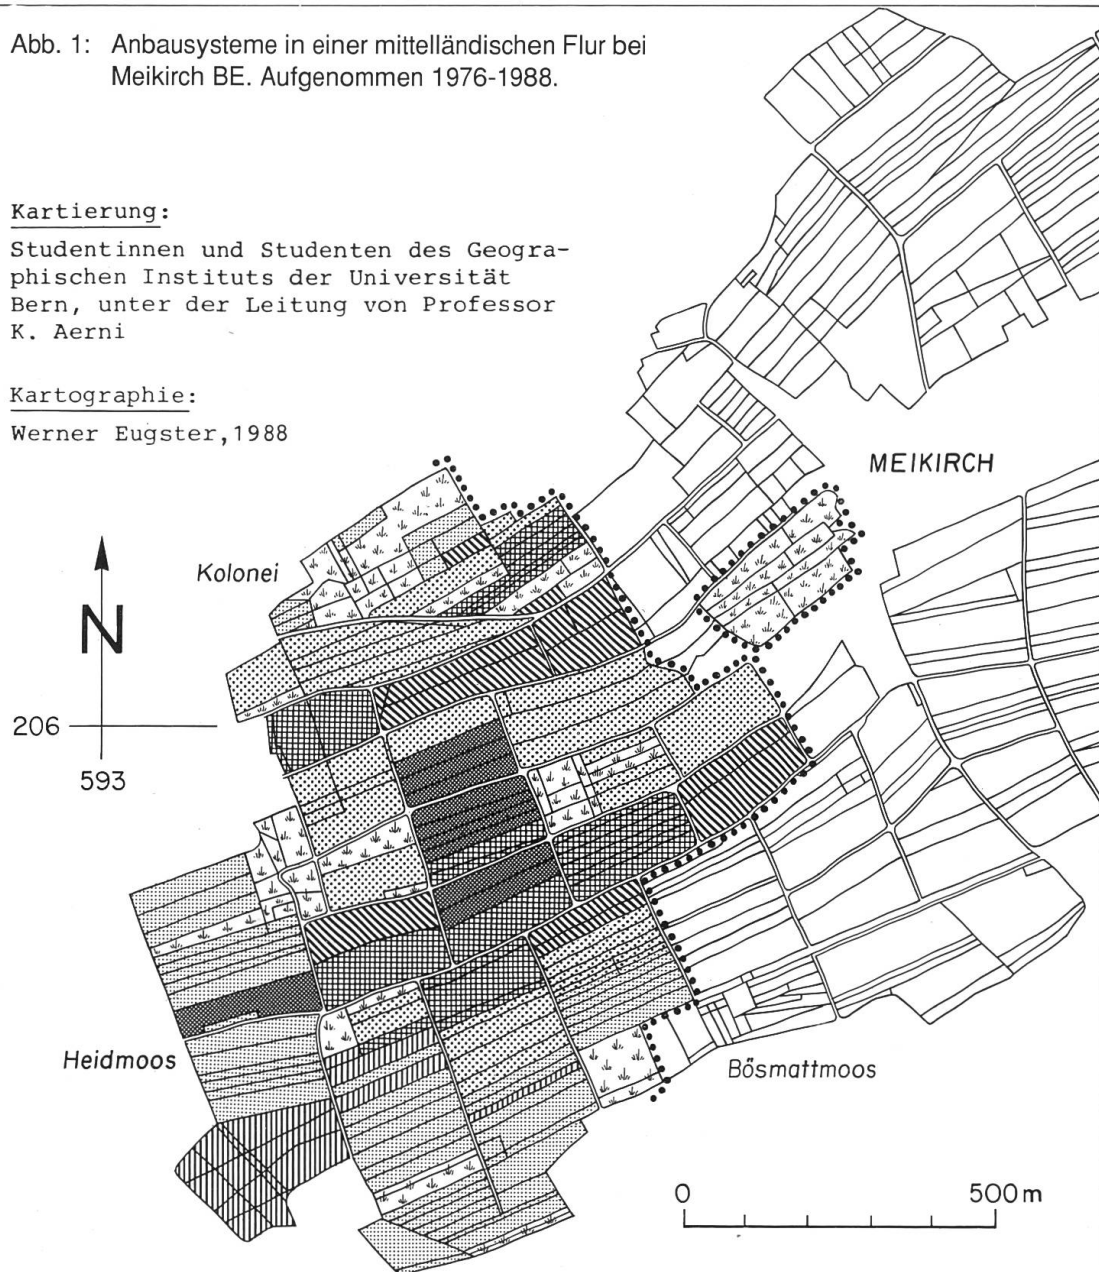 Abb. 1: Anbausysteme in einer mittelländischen Flur bei
Meikirch BE. Aufgenommen 1976-1988.
Kartierung:
Studentinnen und Studenten des Geogra-
phischen Instituts der Universität
Bern, unter der Leitung von Professor
K. Aerni
Kartographie:
Werner Eugster,1988
MEIKIRCH
Kolonei
N
206
593
Heidmoos
Bösmattmoos
0 500m